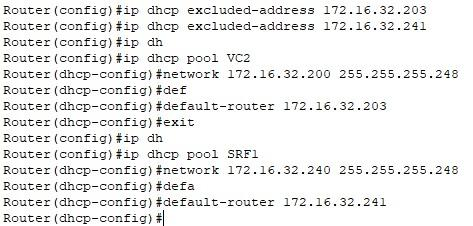 Router(config)#ip dhcp excluded-address 172.16.32.203
Router(config)#ip dhcp excluded-address 172.16.32.241
Router(config)#ip dh
Router(config)#ip dhcp pool VC2
Router(dhcp-config)#network 172.16.32.200 255.255.255.248
Router(dhcp-config)#def
Router(dhcp-config)#default-router 172.16.32.203
Router(dhcp-config)#exit
Router(config)#ip dh
Router(config)#ip dhcp pool SRF1
Router(dhcp-config)#network 172.16.32.240 255.255.255.248
Router(dhcp-config)#defa
Router(dhcp-config)#default-router 172.16.32.241
Router(dhcp-config)#